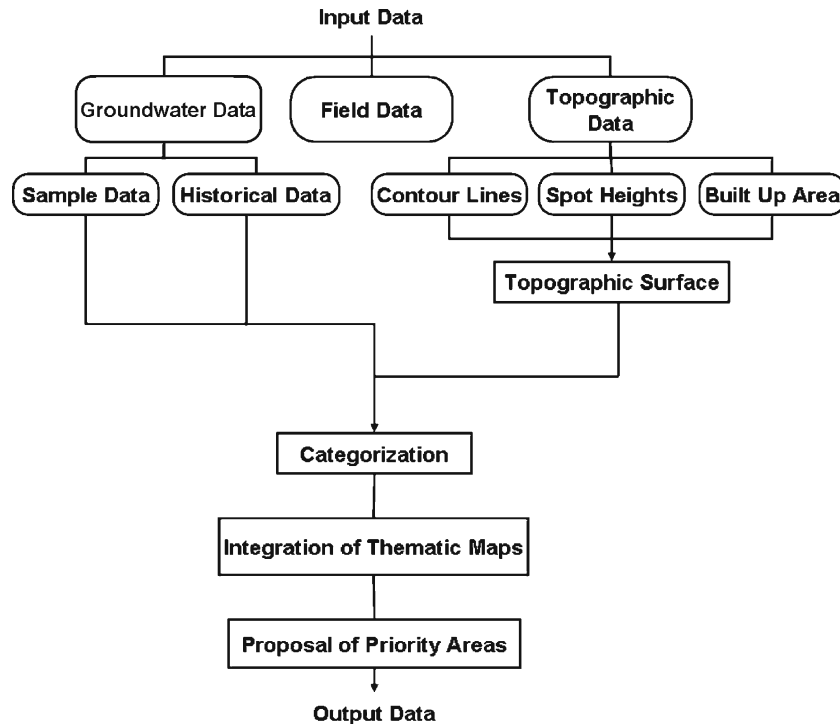 Input Data
Groundwater Data
Field Data
Topographic
Data
Sample Data
Historical Data
Contour Lines
Spot Heights
Built Up Area
Topographic Surface
Categorization
Integration of Thematic Maps
Proposal of Priority Areas
Output Data